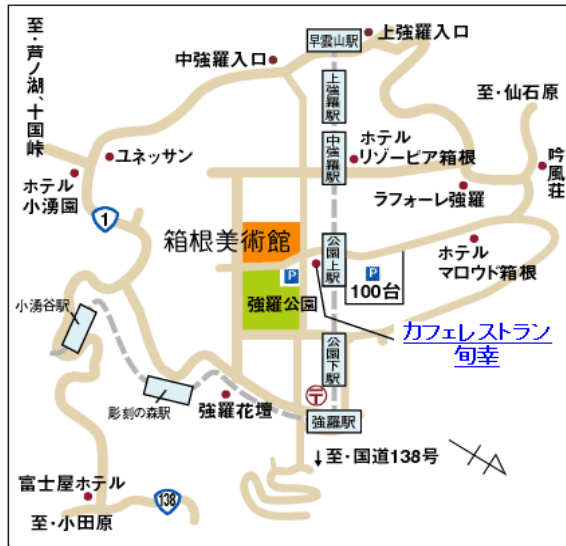 至・芦ノ湖、十国峠
早雲山駅
上強羅入口
中強羅入口
上強羅駅
至・仙石原
中強羅駅
ホテル
リゾーピア箱根
吟風荘
ユネッサン
ホテル
小湧園
ラフォーレ強羅
1
箱根美術館
公園上駅
P
P
100台
ホテル
マロウド箱根
強羅公園
カフェレストラン
旬幸
小湧谷駅
公園下駅
彫刻の森駅
強羅花壇
〒
強羅駅
↓至・国道138号
富士屋ホテル
138
至・小田原